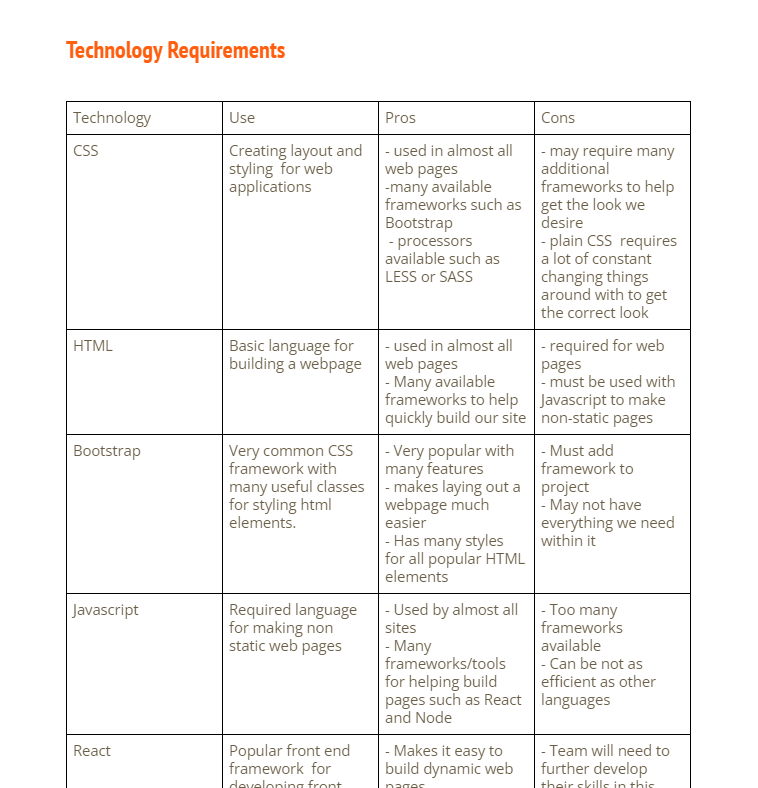 Technology Requirements
Technology
Use
Pros
Cons
CSS
Creating layout and
styling  for web
applications
- used in almost all
web pages
-many available
frameworks such as
Bootstrap
 - processors
available such as
LESS or SASS
- may require many
additional
frameworks to help
get the look we
desire
- plain CSS  requires
a lot of constant
changing things
around with to get
the correct look
HTML
Basic language for
building a webpage
- used in almost all
web pages
- Many available
frameworks to help
quickly build our site
- required for web
pages
- must be used with
Javascript to make
non-static pages
Bootstrap
Very common CSS
framework with
many useful classes
for styling html
elements.
- Very popular with
many features
- makes laying out a
webpage much
easier
- Has many styles
for all popular HTML
elements
- Must add
framework to
project
- May not have
everything we need
within it
Javascript
Required language
for making non
static web pages
- Used by almost all
sites
- Many
frameworks/tools
for helping build
pages such as React
and Node
- Too many
frameworks
available
- Can be not as
efficient as other
languages
React
Popular front end
framework  for
developing front
- Makes it easy to
build dynamic web
pages
- Team will need to
further develop
their skills in this